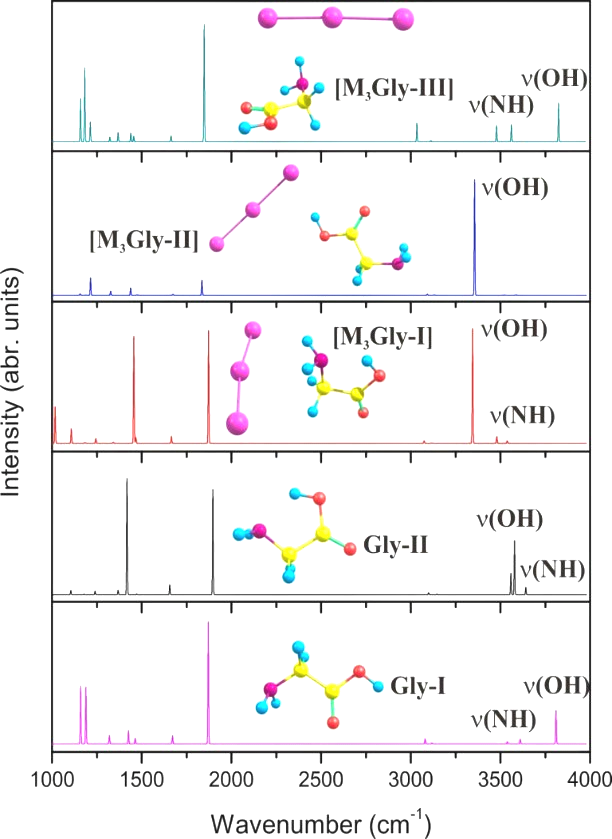 [M₃Gly-III]
ν(OH)
ν(NH)
[M₃Gly-II]
ν(OH)
[M₃Gly-I]
ν(OH)
ν(NH)
Gly-II
ν(OH)
ν(NH)
Gly-I
ν(OH)
ν(NH)
Intensity (abr. units)
1000 1500 2000 2500 3000 3500 4000
Wavenumber (cm⁻¹)